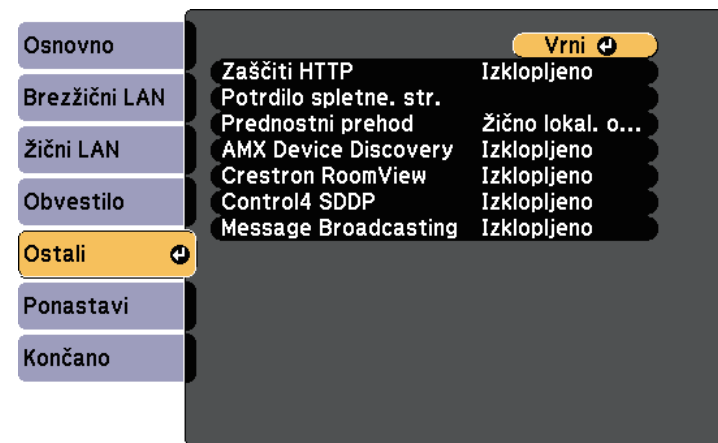 Osnovno
Brezžični LAN
Žični LAN
Obvestilo
Ostali
Ponastavi
Končano
Vrni
Zaščiti HTTP Izklopljeno
Potrdilo spletne. str.
Prednostni prehod Žično lokal. o...
AMX Device Discovery Izklopljeno
Crestron RoomView Izklopljeno
Control4 SDDP Izklopljeno
Message Broadcasting Izklopljeno